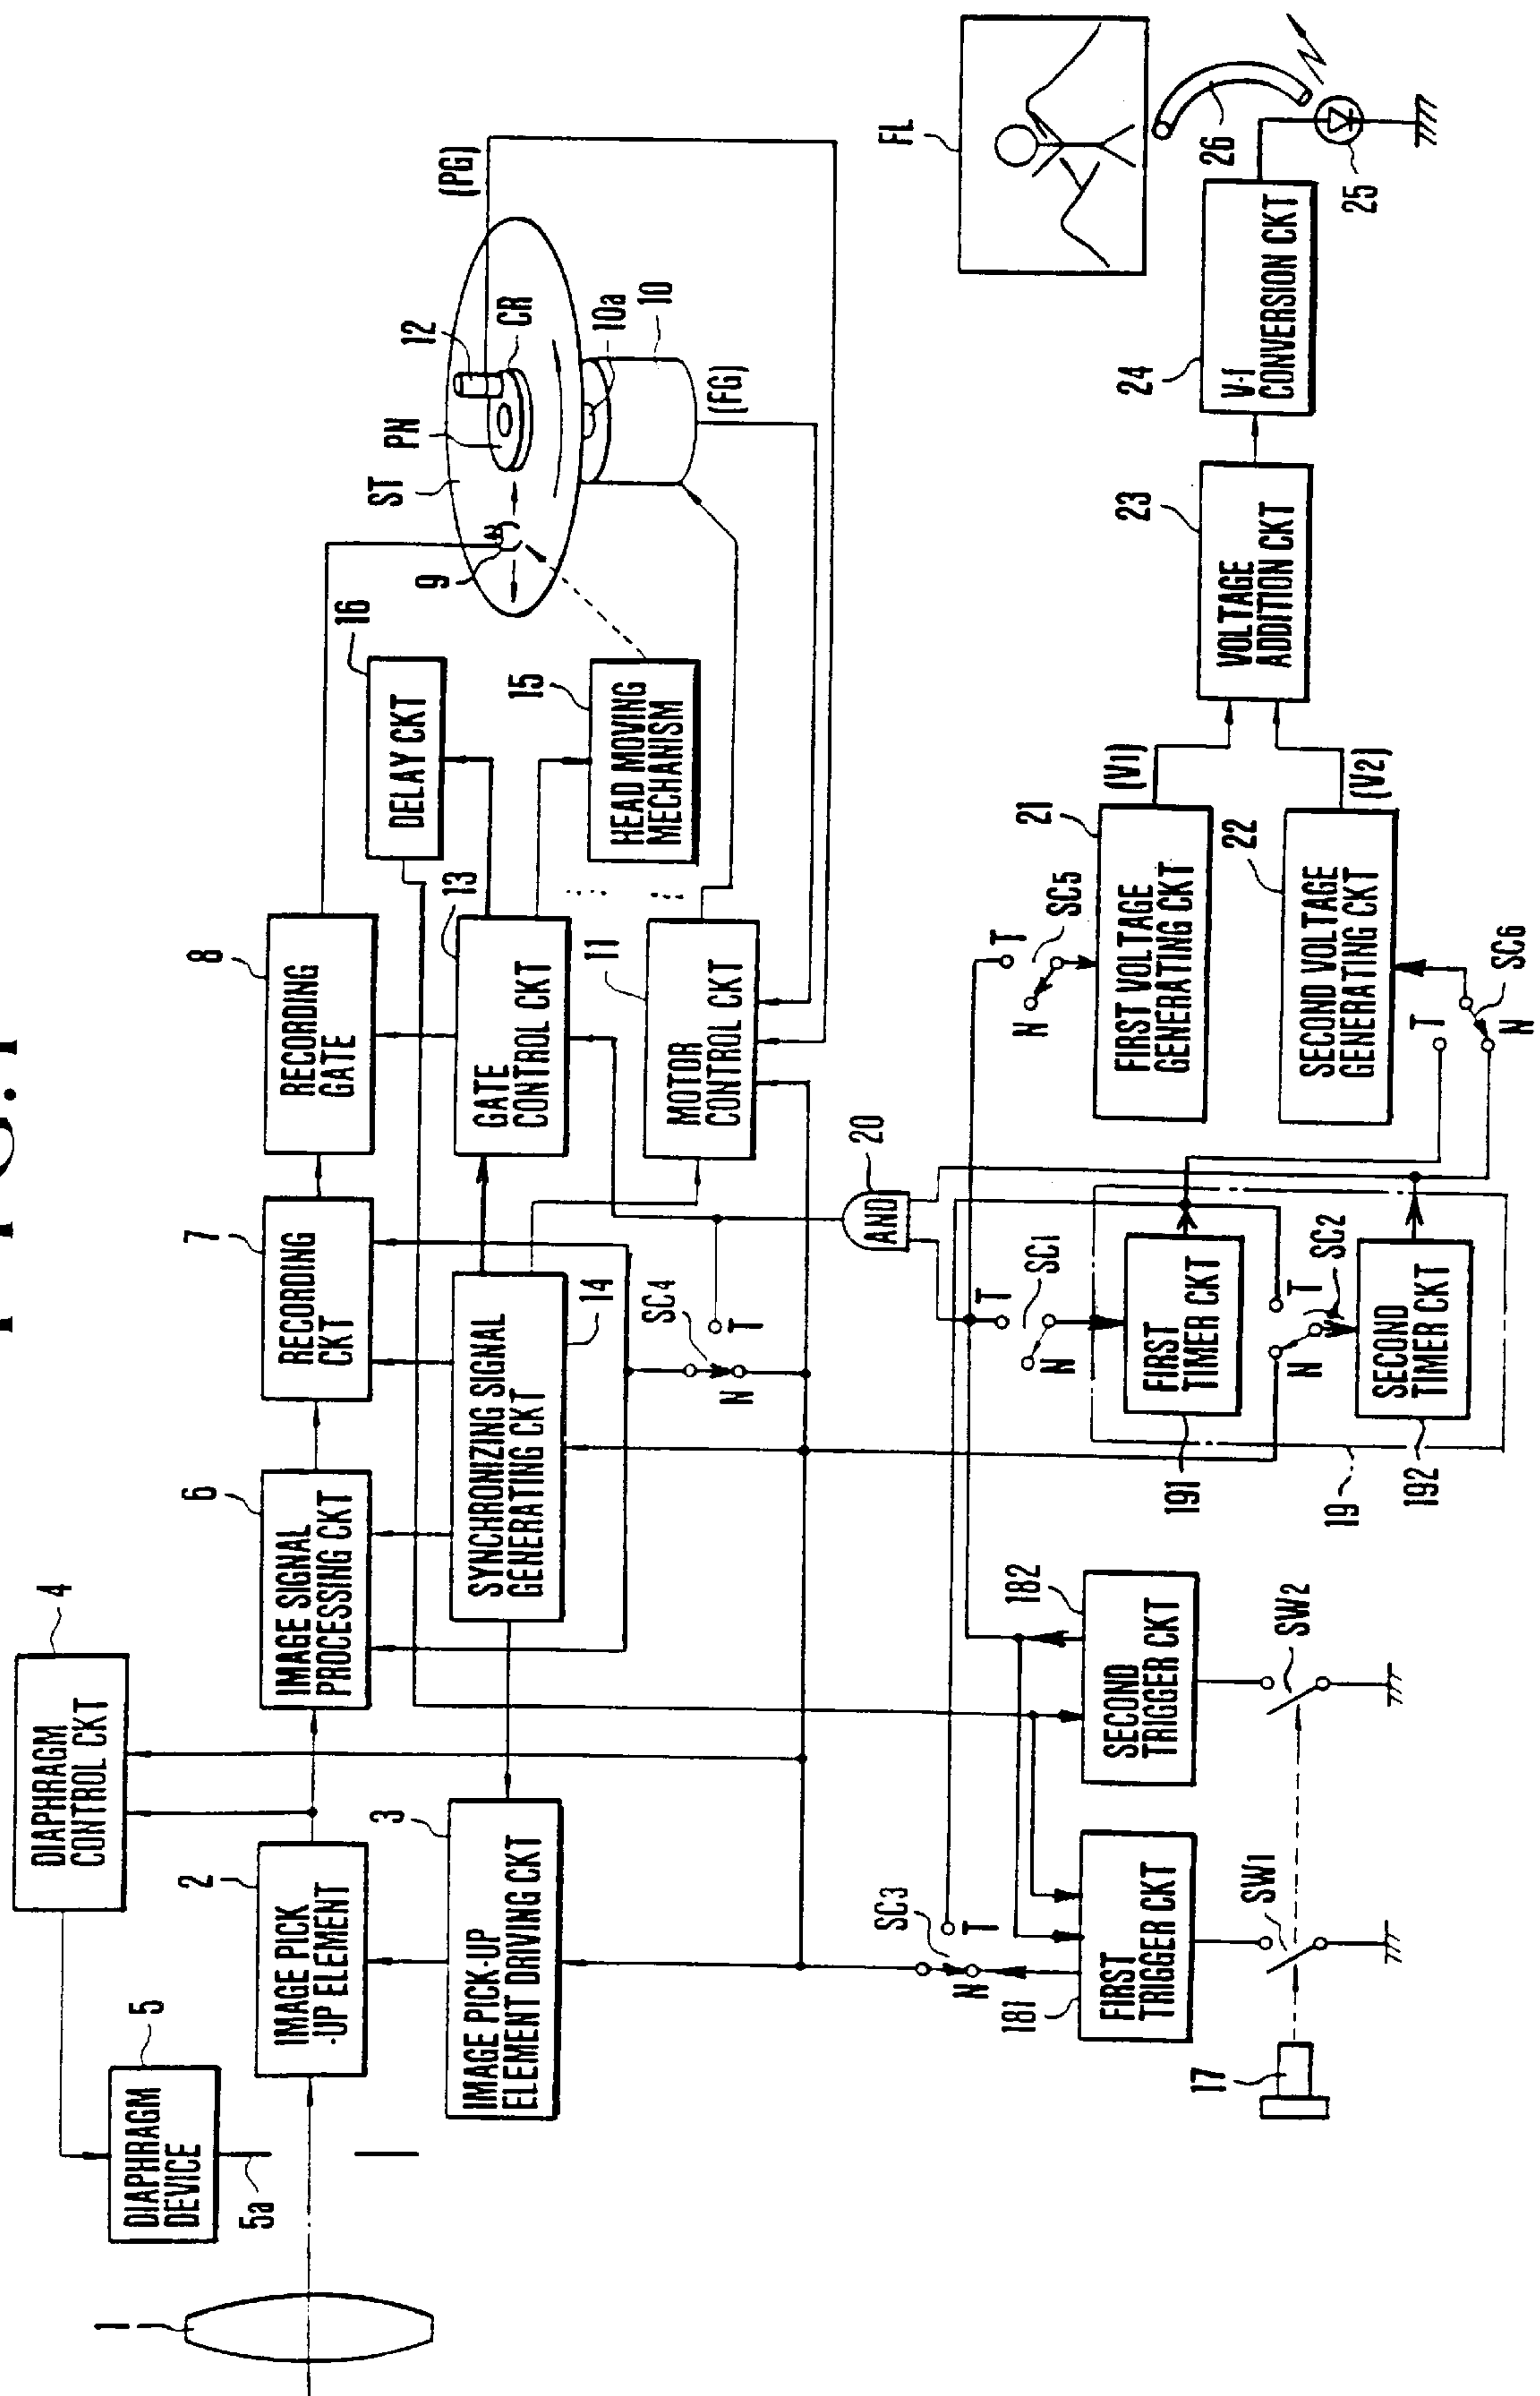 FIG. 1
1
DIAPHRAGM
DEVICE
5
5a
DIAPHRAGM
CONTROL CKT
4
IMAGE PICK
-UP ELEMENT
2
IMAGE PICK-UP
ELEMENT DRIVING CKT
3
IMAGE SIGNAL
PROCESSING CKT
6
SYNCHRONIZING SIGNAL
GENERATING CKT
14
RECORDING
CKT
7
RECORDING
GATE
8
GATE
CONTROL CKT
13
MOTOR
CONTROL CKT
11
DELAY CKT
16
HEAD MOVING
MECHANISM
15
9
ST
PN
12
CR
10a
10
(PG)
(FG)
SC4
T
N
SC3
T
N
17
SW1
SW2
FIRST
TRIGGER CKT
181
SECOND
TRIGGER CKT
182
AND
20
SC1
T
N
FIRST
TIMER CKT
191
SC2
T
N
SECOND
TIMER CKT
192
19
SC5
T
N
FIRST VOLTAGE
GENERATING CKT
21
(V1)
SECOND VOLTAGE
GENERATING CKT
22
(V2)
SC6
T
N
VOLTAGE
ADDITION CKT
23
V-f
CONVERSION CKT
24
25
26
FL